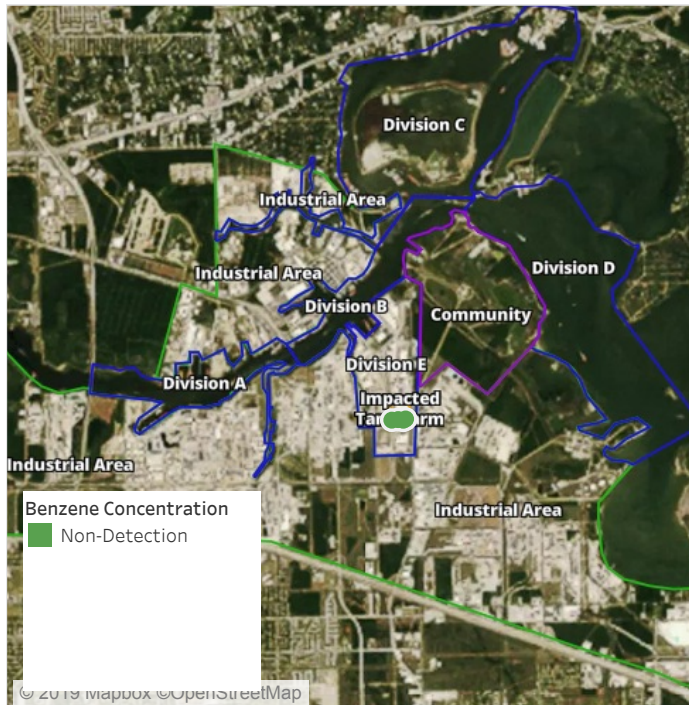 Division C
Industrial Area
Division D
Industrial Area
Division B
Community
Division E
Division A
Impacted
Industrial Area
Benzene Concentration
Non-Detection
Industrial Area
© 2019 Mapbox ©OpenStreetMap